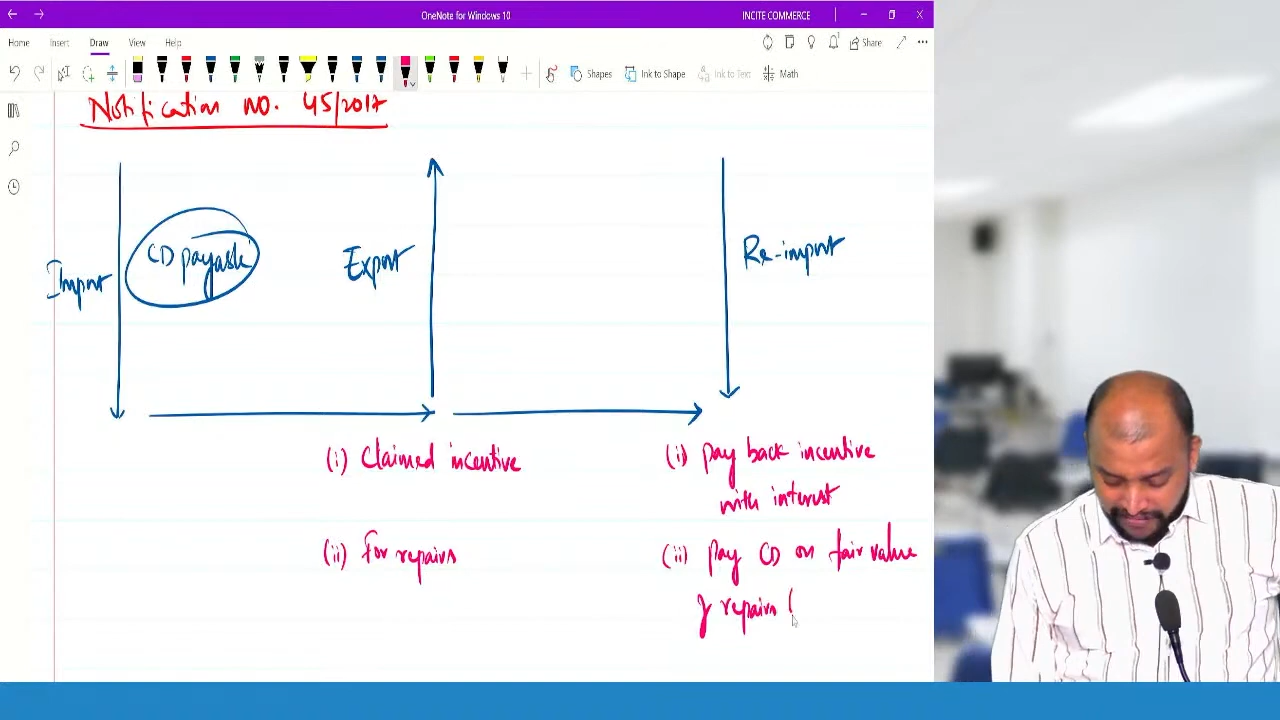 OneNote for Windows 10
INCITE COMMERCE
Home Insert Draw View Help
Share
Shapes
Ink to Shape
Ink to Text
Math
Notification no. 45/2017
Import
CD payable
Export
Re-import
(i) Claimed incentive
(i) pay back incentive
with interest
(ii) For repairs
(ii) Pay CD on fair value
of repairs (